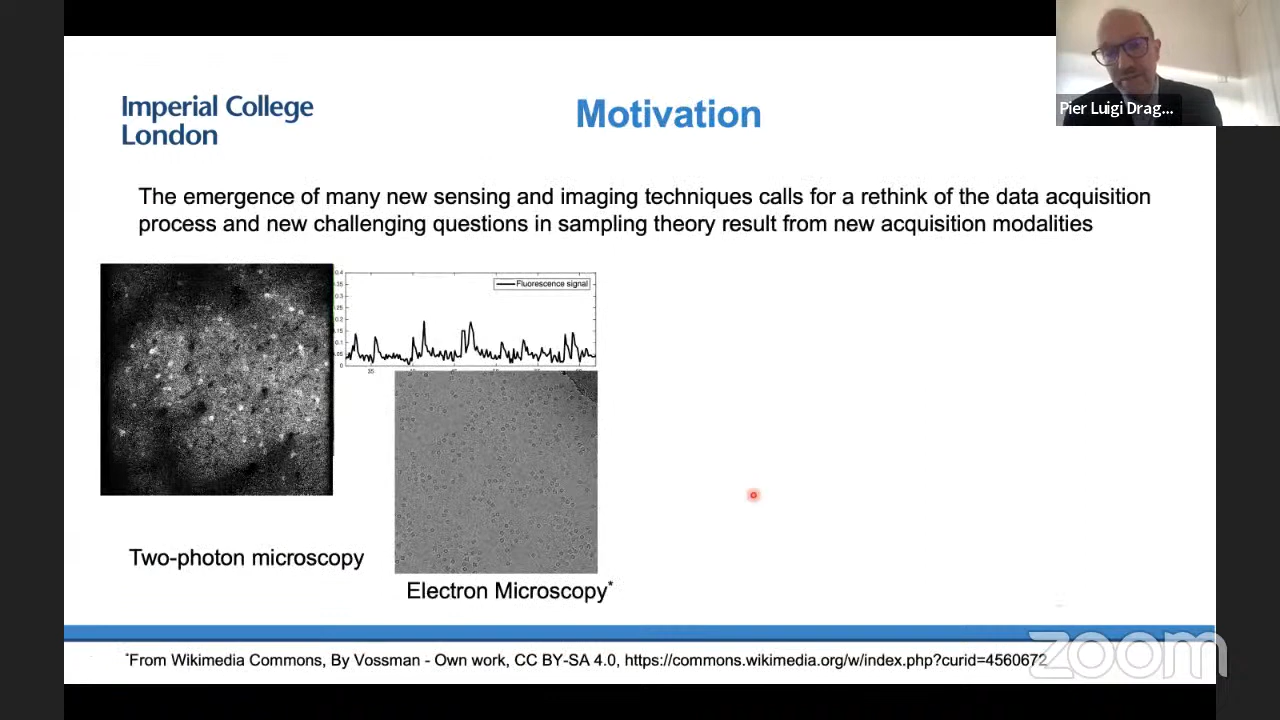 Imperial College
London
Motivation
Pier Luigi Drag...
The emergence of many new sensing and imaging techniques calls for a rethink of the data acquisition
process and new challenging questions in sampling theory result from new acquisition modalities
Fluorescence signal
Two-photon microscopy
Electron Microscopy*
*From Wikimedia Commons, By Vossman - Own work, CC BY-SA 4.0, https://commons.wikimedia.org/w/index.php?curid=4560672
zoom